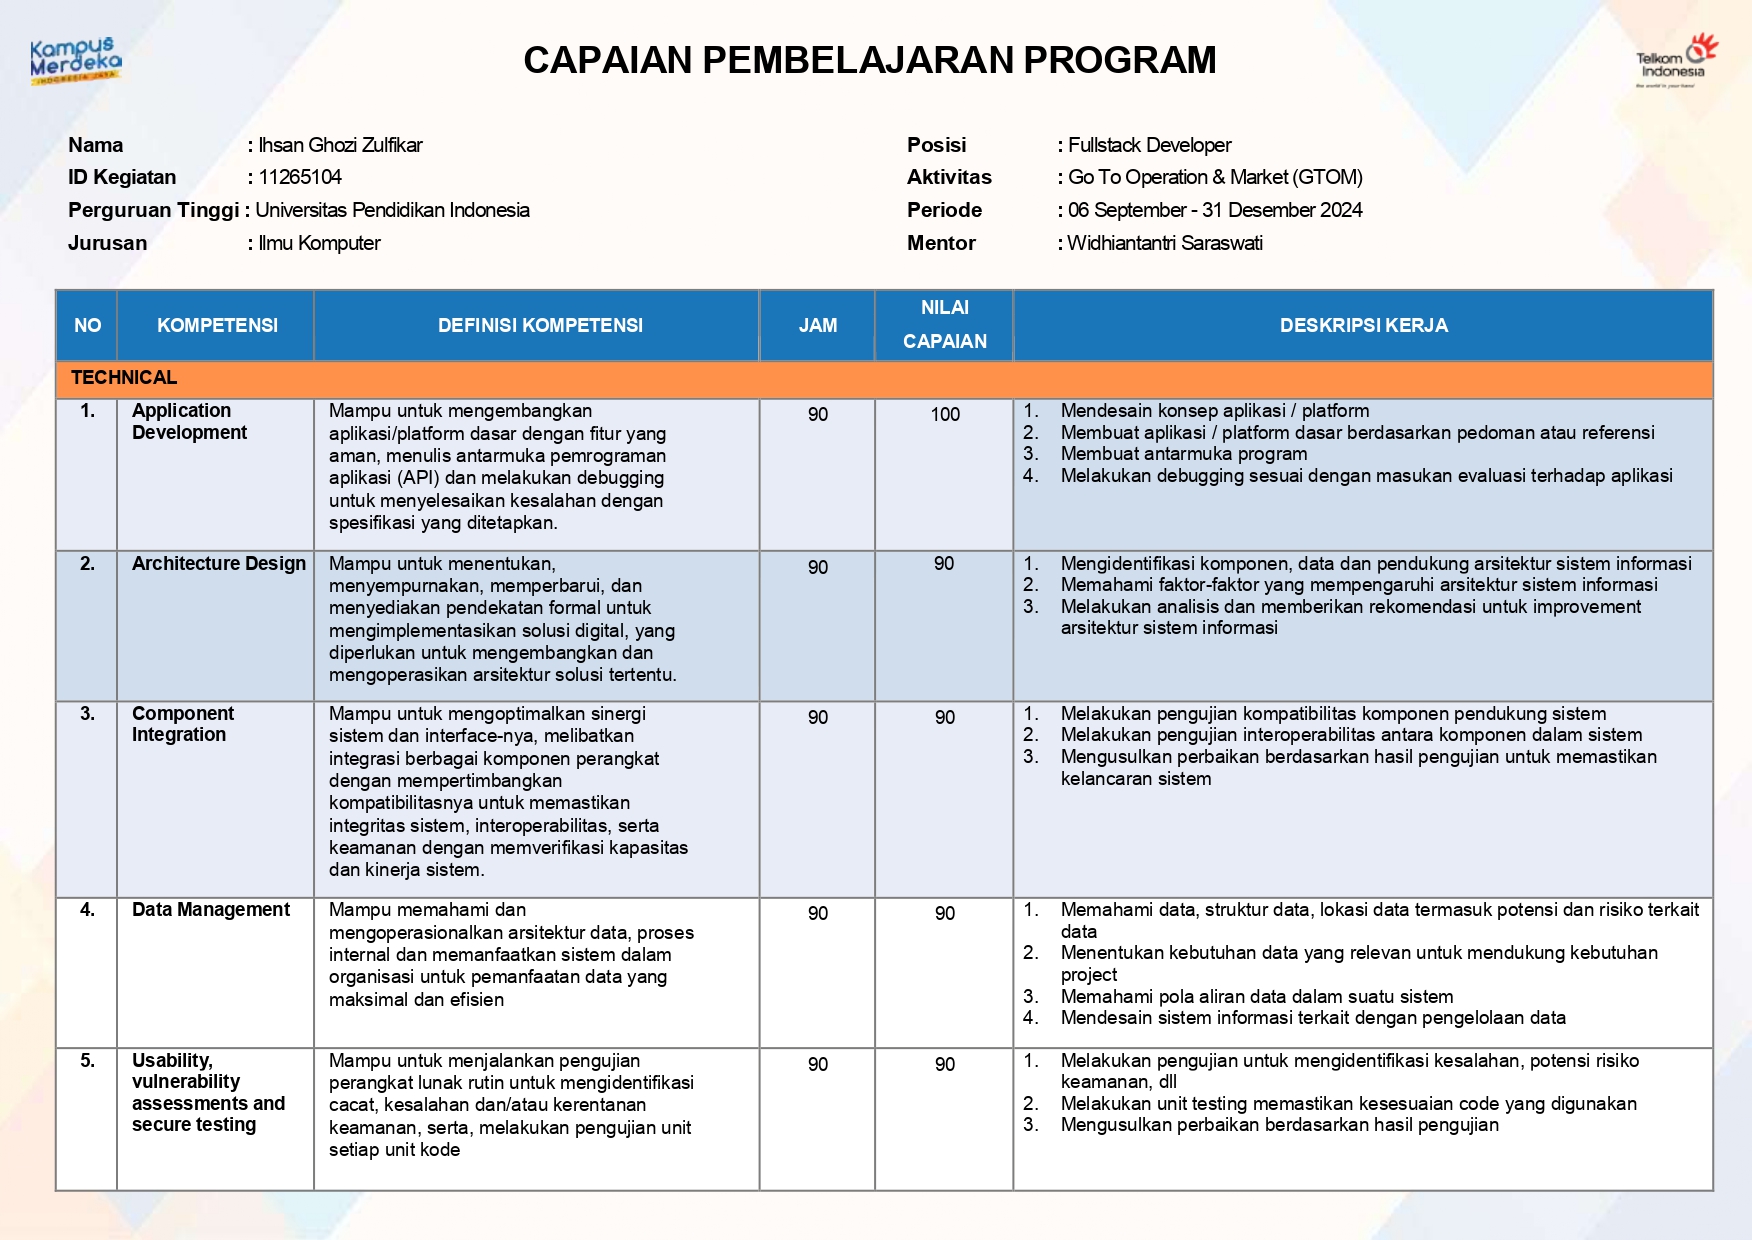 Kampus
Merdeka
INDONESIA JAYA
CAPAIAN PEMBELAJARAN PROGRAM
Telkom
Indonesia
the world in your hand
Nama : Ihsan Ghozi Zulfikar
ID Kegiatan : 11265104
Perguruan Tinggi : Universitas Pendidikan Indonesia
Jurusan : Ilmu Komputer
Posisi : Fullstack Developer
Aktivitas : Go To Operation & Market (GTOM)
Periode : 06 September - 31 Desember 2024
Mentor : Widhiantantri Saraswati
NO
KOMPETENSI
DEFINISI KOMPETENSI
JAM
NILAI
CAPAIAN
DESKRIPSI KERJA
TECHNICAL
1.
Application
Development
Mampu untuk mengembangkan
aplikasi/platform dasar dengan fitur yang
aman, menulis antarmuka pemrograman
aplikasi (API) dan melakukan debugging
untuk menyelesaikan kesalahan dengan
spesifikasi yang ditetapkan.
90
100
1. Mendesain konsep aplikasi / platform
2. Membuat aplikasi / platform dasar berdasarkan pedoman atau referensi
3. Membuat antarmuka program
4. Melakukan debugging sesuai dengan masukan evaluasi terhadap aplikasi
2.
Architecture Design
Mampu untuk menentukan,
menyempurnakan, memperbarui, dan
menyediakan pendekatan formal untuk
mengimplementasikan solusi digital, yang
diperlukan untuk mengembangkan dan
mengoperasikan arsitektur solusi tertentu.
90
90
1. Mengidentifikasi komponen, data dan pendukung arsitektur sistem informasi
2. Memahami faktor-faktor yang mempengaruhi arsitektur sistem informasi
3. Melakukan analisis dan memberikan rekomendasi untuk improvement
arsitektur sistem informasi
3.
Component
Integration
Mampu untuk mengoptimalkan sinergi
sistem dan interface-nya, melibatkan
integrasi berbagai komponen perangkat
dengan mempertimbangkan
kompatibilitasnya untuk memastikan
integritas sistem, interoperabilitas, serta
keamanan dengan memverifikasi kapasitas
dan kinerja sistem.
90
90
1. Melakukan pengujian kompatibilitas komponen pendukung sistem
2. Melakukan pengujian interoperabilitas antara komponen dalam sistem
3. Mengusulkan perbaikan berdasarkan hasil pengujian untuk memastikan
kelancaran sistem
4.
Data Management
Mampu memahami dan
mengoperasionalkan arsitektur data, proses
internal dan memanfaatkan sistem dalam
organisasi untuk pemanfaatan data yang
maksimal dan efisien
90
90
1. Memahami data, struktur data, lokasi data termasuk potensi dan risiko terkait
data
2. Menentukan kebutuhan data yang relevan untuk mendukung kebutuhan
project
3. Memahami pola aliran data dalam suatu sistem
4. Mendesain sistem informasi terkait dengan pengelolaan data
5.
Usability,
vulnerability
assessments and
secure testing
Mampu untuk menjalankan pengujian
perangkat lunak rutin untuk mengidentifikasi
cacat, kesalahan dan/atau kerentanan
keamanan, serta, melakukan pengujian unit
setiap unit kode
90
90
1. Melakukan pengujian untuk mengidentifikasi kesalahan, potensi risiko
keamanan, dll
2. Melakukan unit testing memastikan kesesuaian code yang digunakan
3. Mengusulkan perbaikan berdasarkan hasil pengujian